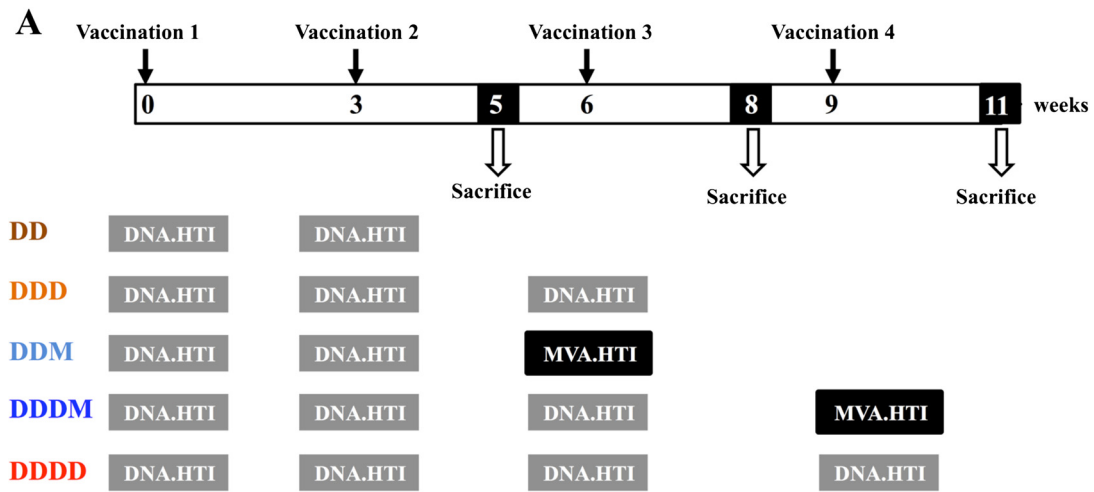 A
Vaccination 1 Vaccination 2 Vaccination 3 Vaccination 4
0 3 5 6 8 9 11 weeks
Sacrifice Sacrifice Sacrifice
DD DNA.HTI DNA.HTI
DDD DNA.HTI DNA.HTI DNA.HTI
DDM DNA.HTI DNA.HTI MVA.HTI
DDDM DNA.HTI DNA.HTI DNA.HTI MVA.HTI
DDDD DNA.HTI DNA.HTI DNA.HTI DNA.HTI